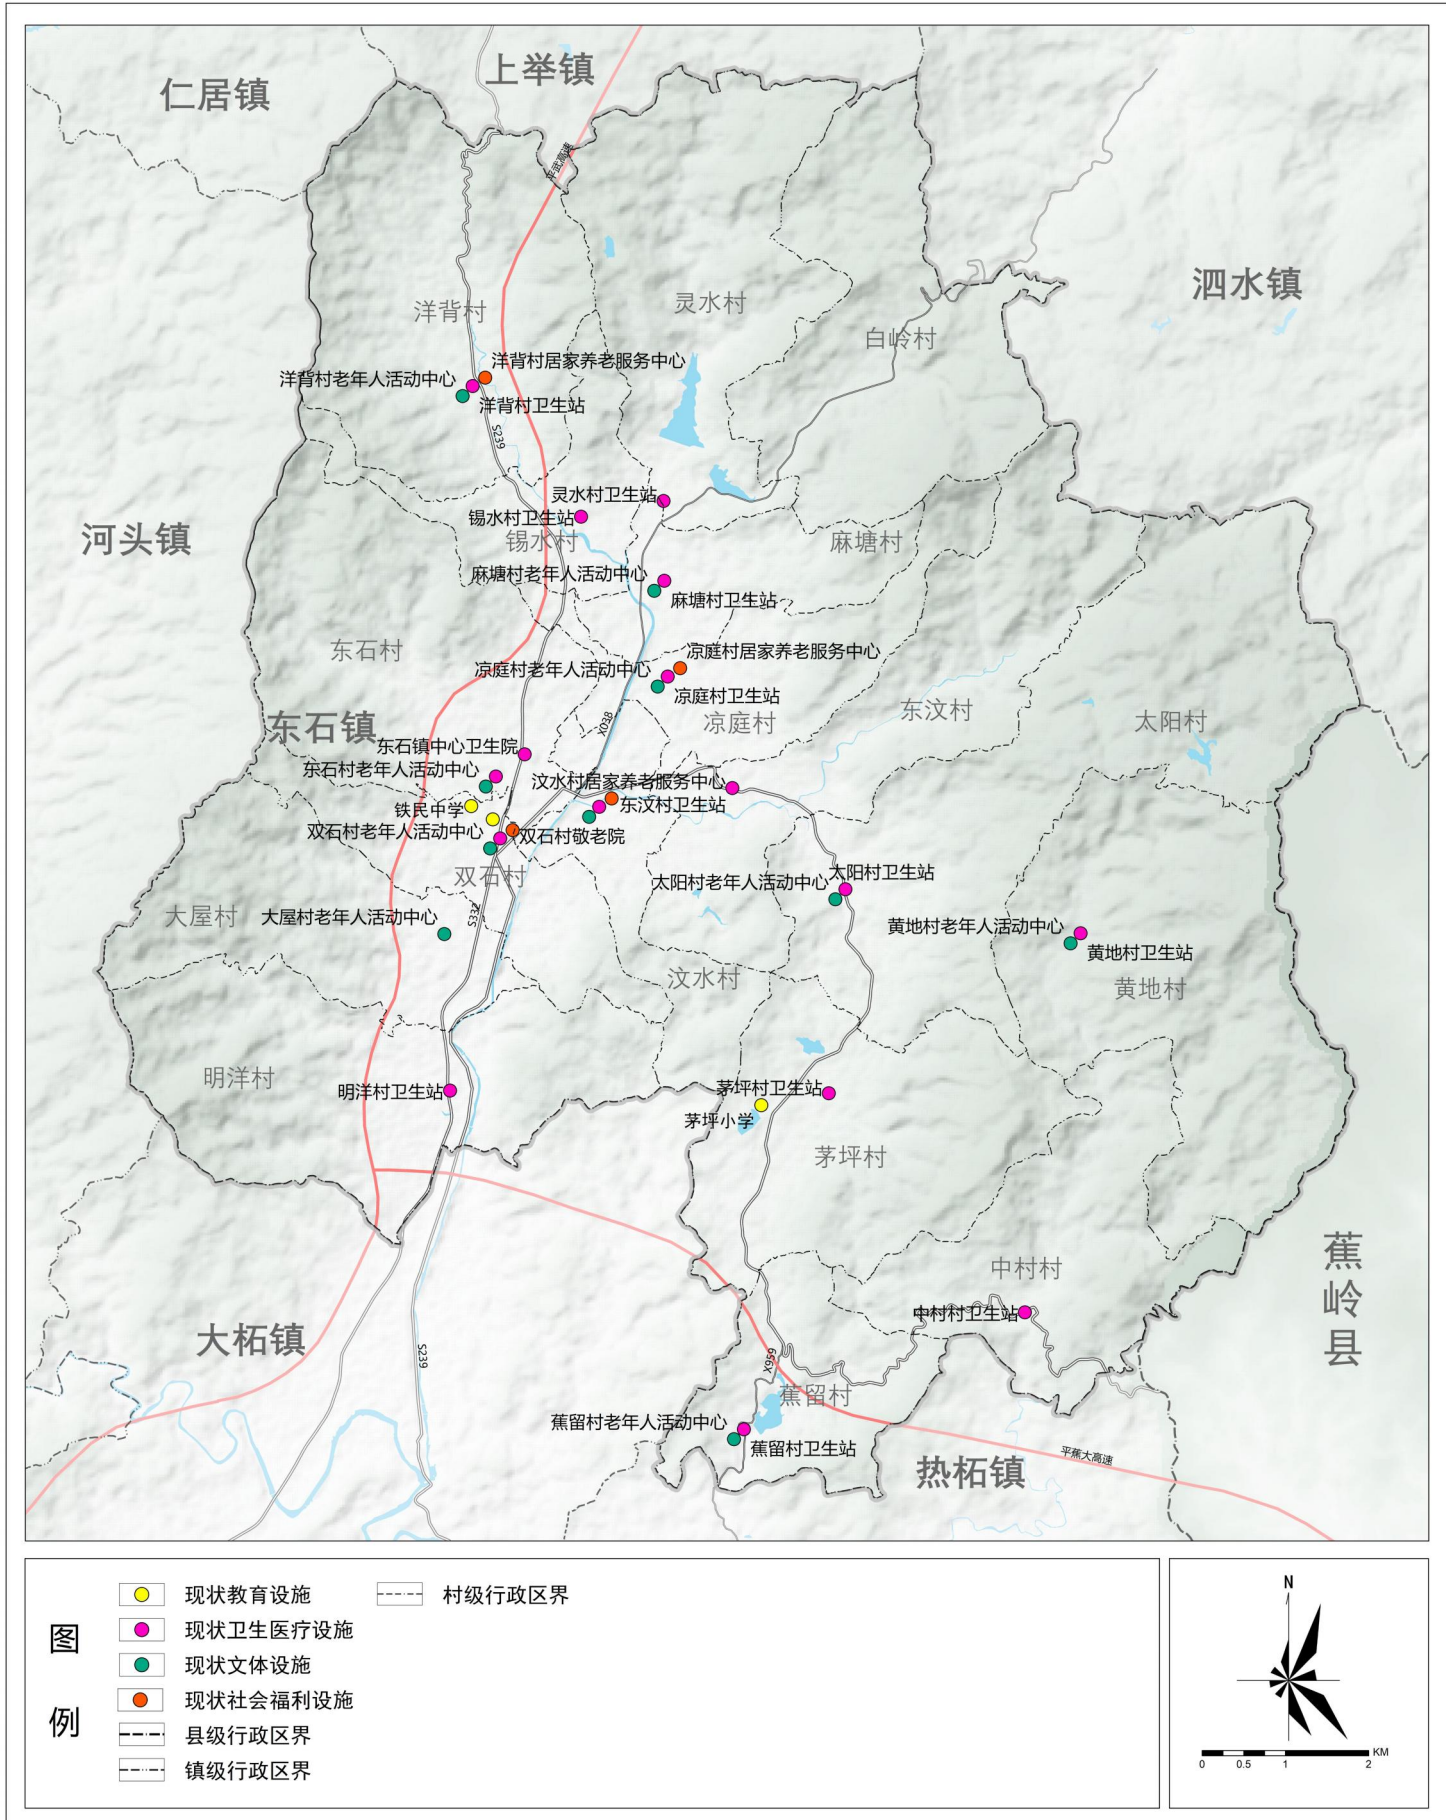 上举镇
仁居镇
平武高速
泗水镇
灵水村
洋背村
白岭村
洋背村居家养老服务中心
洋背村老年人活动中心
洋背村卫生站
S239
灵水村卫生站
锡水村卫生站
河头镇
锡水村
麻塘村
麻塘村老年人活动中心
麻塘村卫生站
东石村
凉庭村居家养老服务中心
凉庭村老年人活动中心
凉庭村卫生站
东汶村
X038
凉庭村
太阳村
东石镇
东石镇中心卫生院
东石村老年人活动中心
汶水村居家养老服务中心
东汶村卫生站
铁民中学
双石村老年人活动中心
双石村敬老院
双石村
太阳村卫生站
太阳村老年人活动中心
大屋村
大屋村老年人活动中心
S332
黄地村老年人活动中心
黄地村卫生站
汶水村
黄地村
明洋村
明洋村卫生站
茅坪村卫生站
茅坪小学
茅坪村
蕉岭县
中村村
中村村卫生站
大柘镇
S239
X959
蕉留村
蕉留村老年人活动中心
蕉留村卫生站
平蕉大高速
热柘镇
图例
现状教育设施
村级行政区界
现状卫生医疗设施
现状文体设施
现状社会福利设施
县级行政区界
镇级行政区界
N
KM
0 0.5 1 2